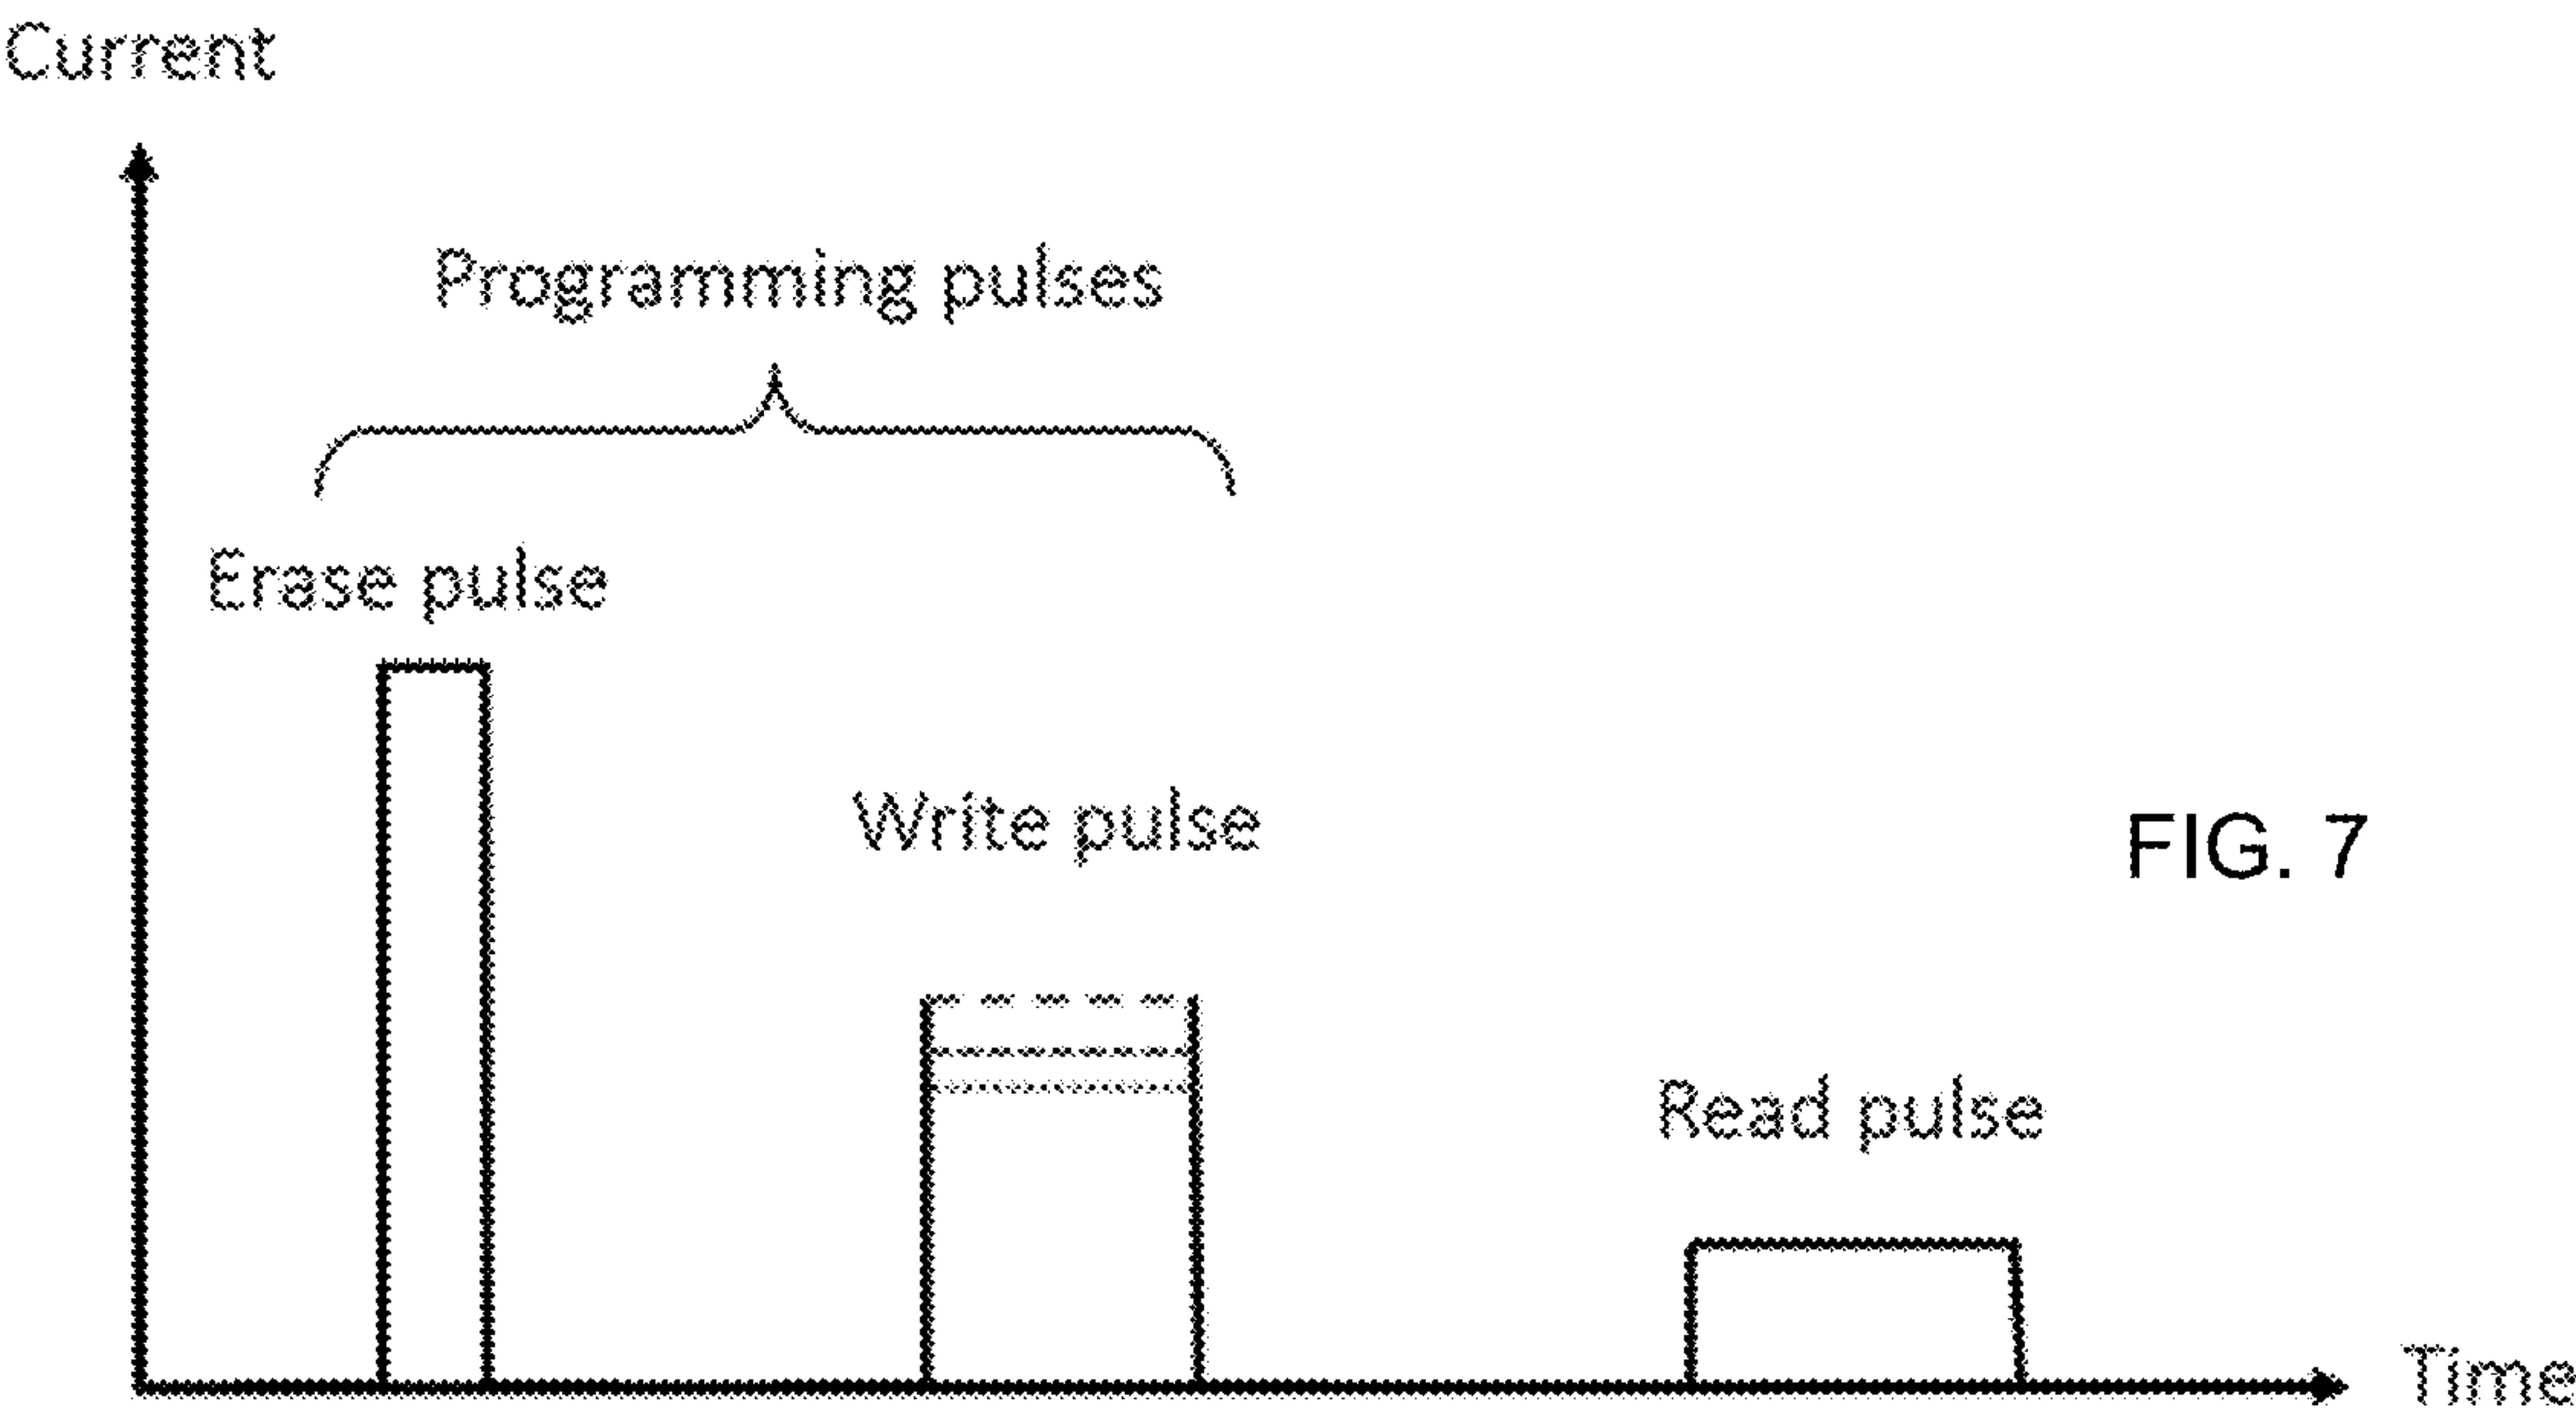 Current
Programming pulses
Erase pulse
Write pulse
FIG. 7
Read pulse
Time